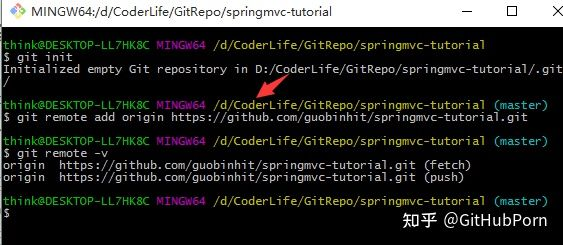 MINGW64:/d/CoderLife/GitRepo/springmvc-tutorial
think@DESKTOP-LL7HK8C MINGW64 /d/CoderLife/GitRepo/springmvc-tutorial
$ git init
Initialized empty Git repository in D:/CoderLife/GitRepo/springmvc-tutorial/.git
/
think@DESKTOP-LL7HK8C MINGW64 /d/CoderLife/GitRepo/springmvc-tutorial (master)
$ git remote add origin https://github.com/guobinhit/springmvc-tutorial.git
think@DESKTOP-LL7HK8C MINGW64 /d/CoderLife/GitRepo/springmvc-tutorial (master)
$ git remote -v
origin  https://github.com/guobinhit/springmvc-tutorial.git (fetch)
origin  https://github.com/guobinhit/springmvc-tutorial.git (push)
think@DESKTOP-LL7HK8C MINGW64 /d/CoderLife/GitRepo/springmvc-tutorial (master)
$
知乎 @GitHubPorn